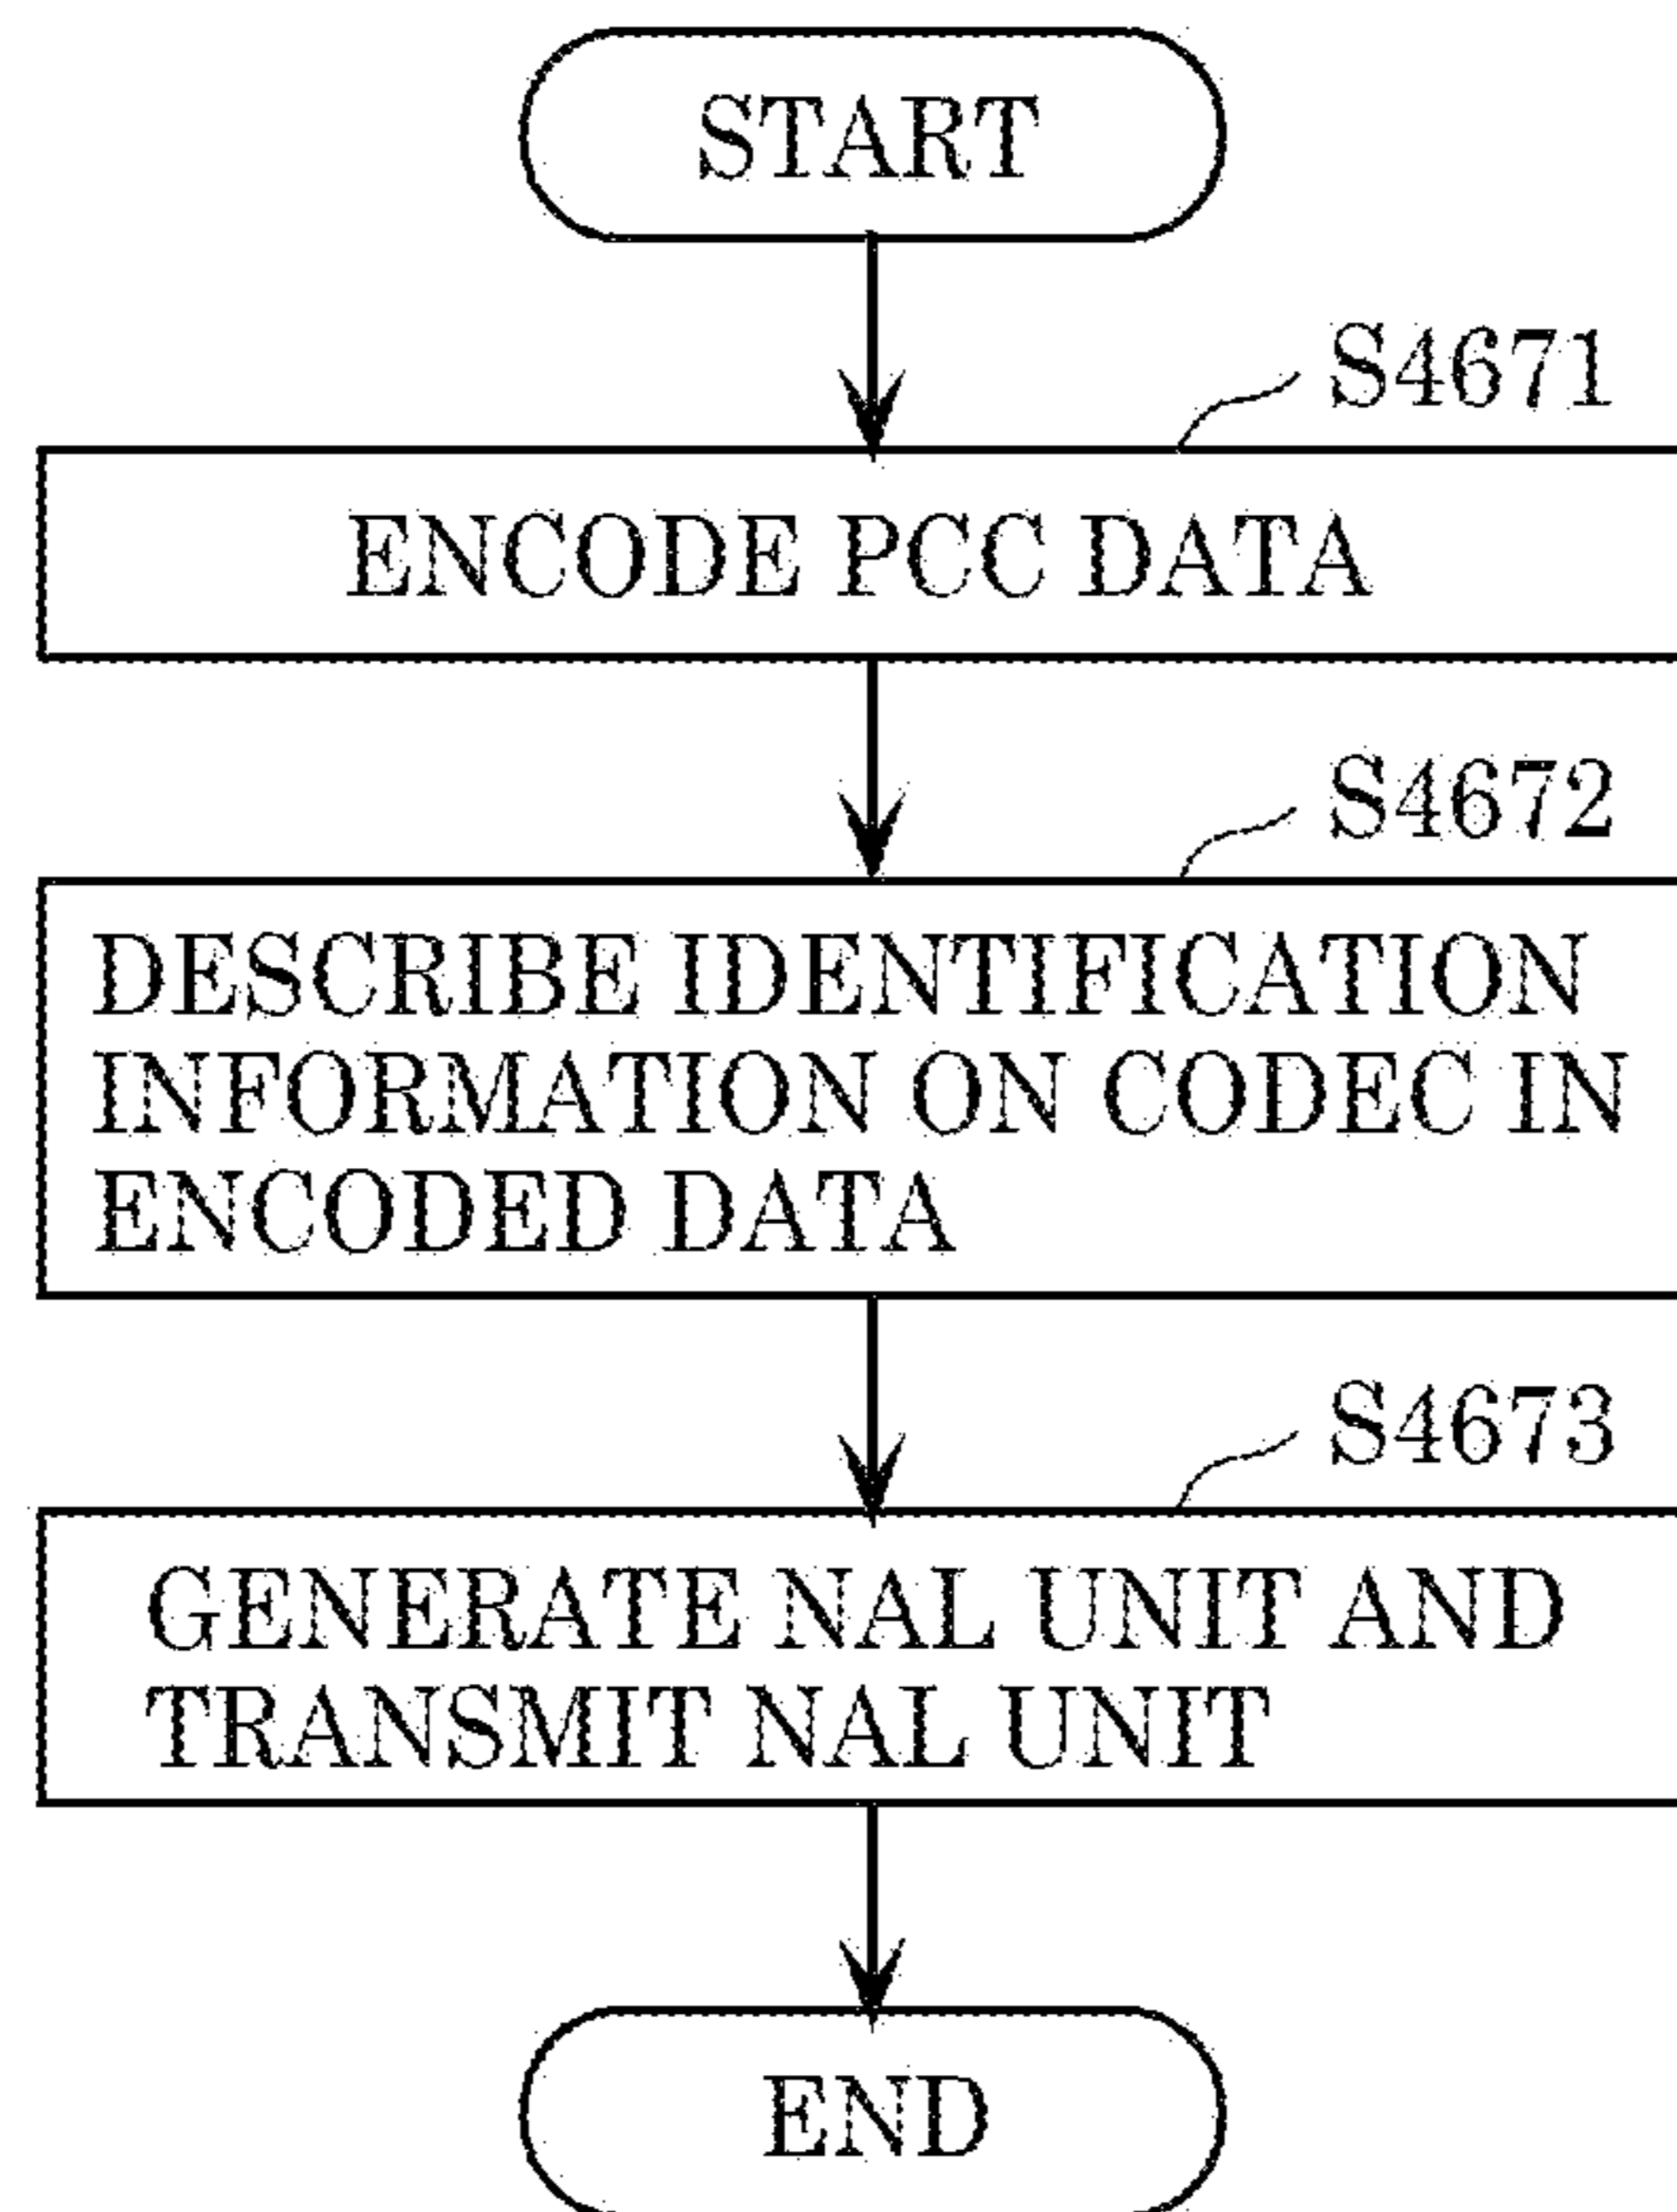 START
S4671
ENCODE PCC DATA
S4672
DESCRIBE IDENTIFICATION
INFORMATION ON CODEC IN
ENCODED DATA
S4673
GENERATE NAL UNIT AND
TRANSMIT NAL UNIT
END